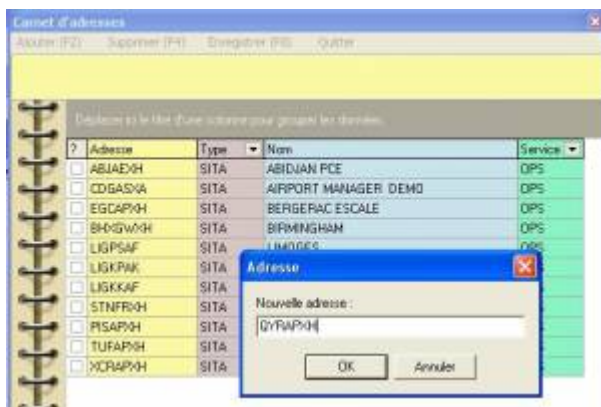 Carnet d'adresses
Ajouter (F2) Supprimer (F4) Enregistrer (F8) Quitter
Déplacer ici le titre d'une colonne pour grouper les données.
? Adresse Type Nom Service
ABJAEXH SITA ABIDJAN PCE OPS
CDGASXA SITA AIRPORT MANAGER DEMO OPS
EGCAPXH SITA BERGERAC ESCALE OPS
BHXGWXH SITA BIRMINGHAM OPS
LIGPSAF SITA LIMOGES
LIGKPAK SITA
LIGKKAF SITA
STNFRXH SITA
PISAPXH SITA
TUFAPXH SITA
XCRAPXH SITA
Adresse
Nouvelle adresse :
QYRAPXH
OK Annuler